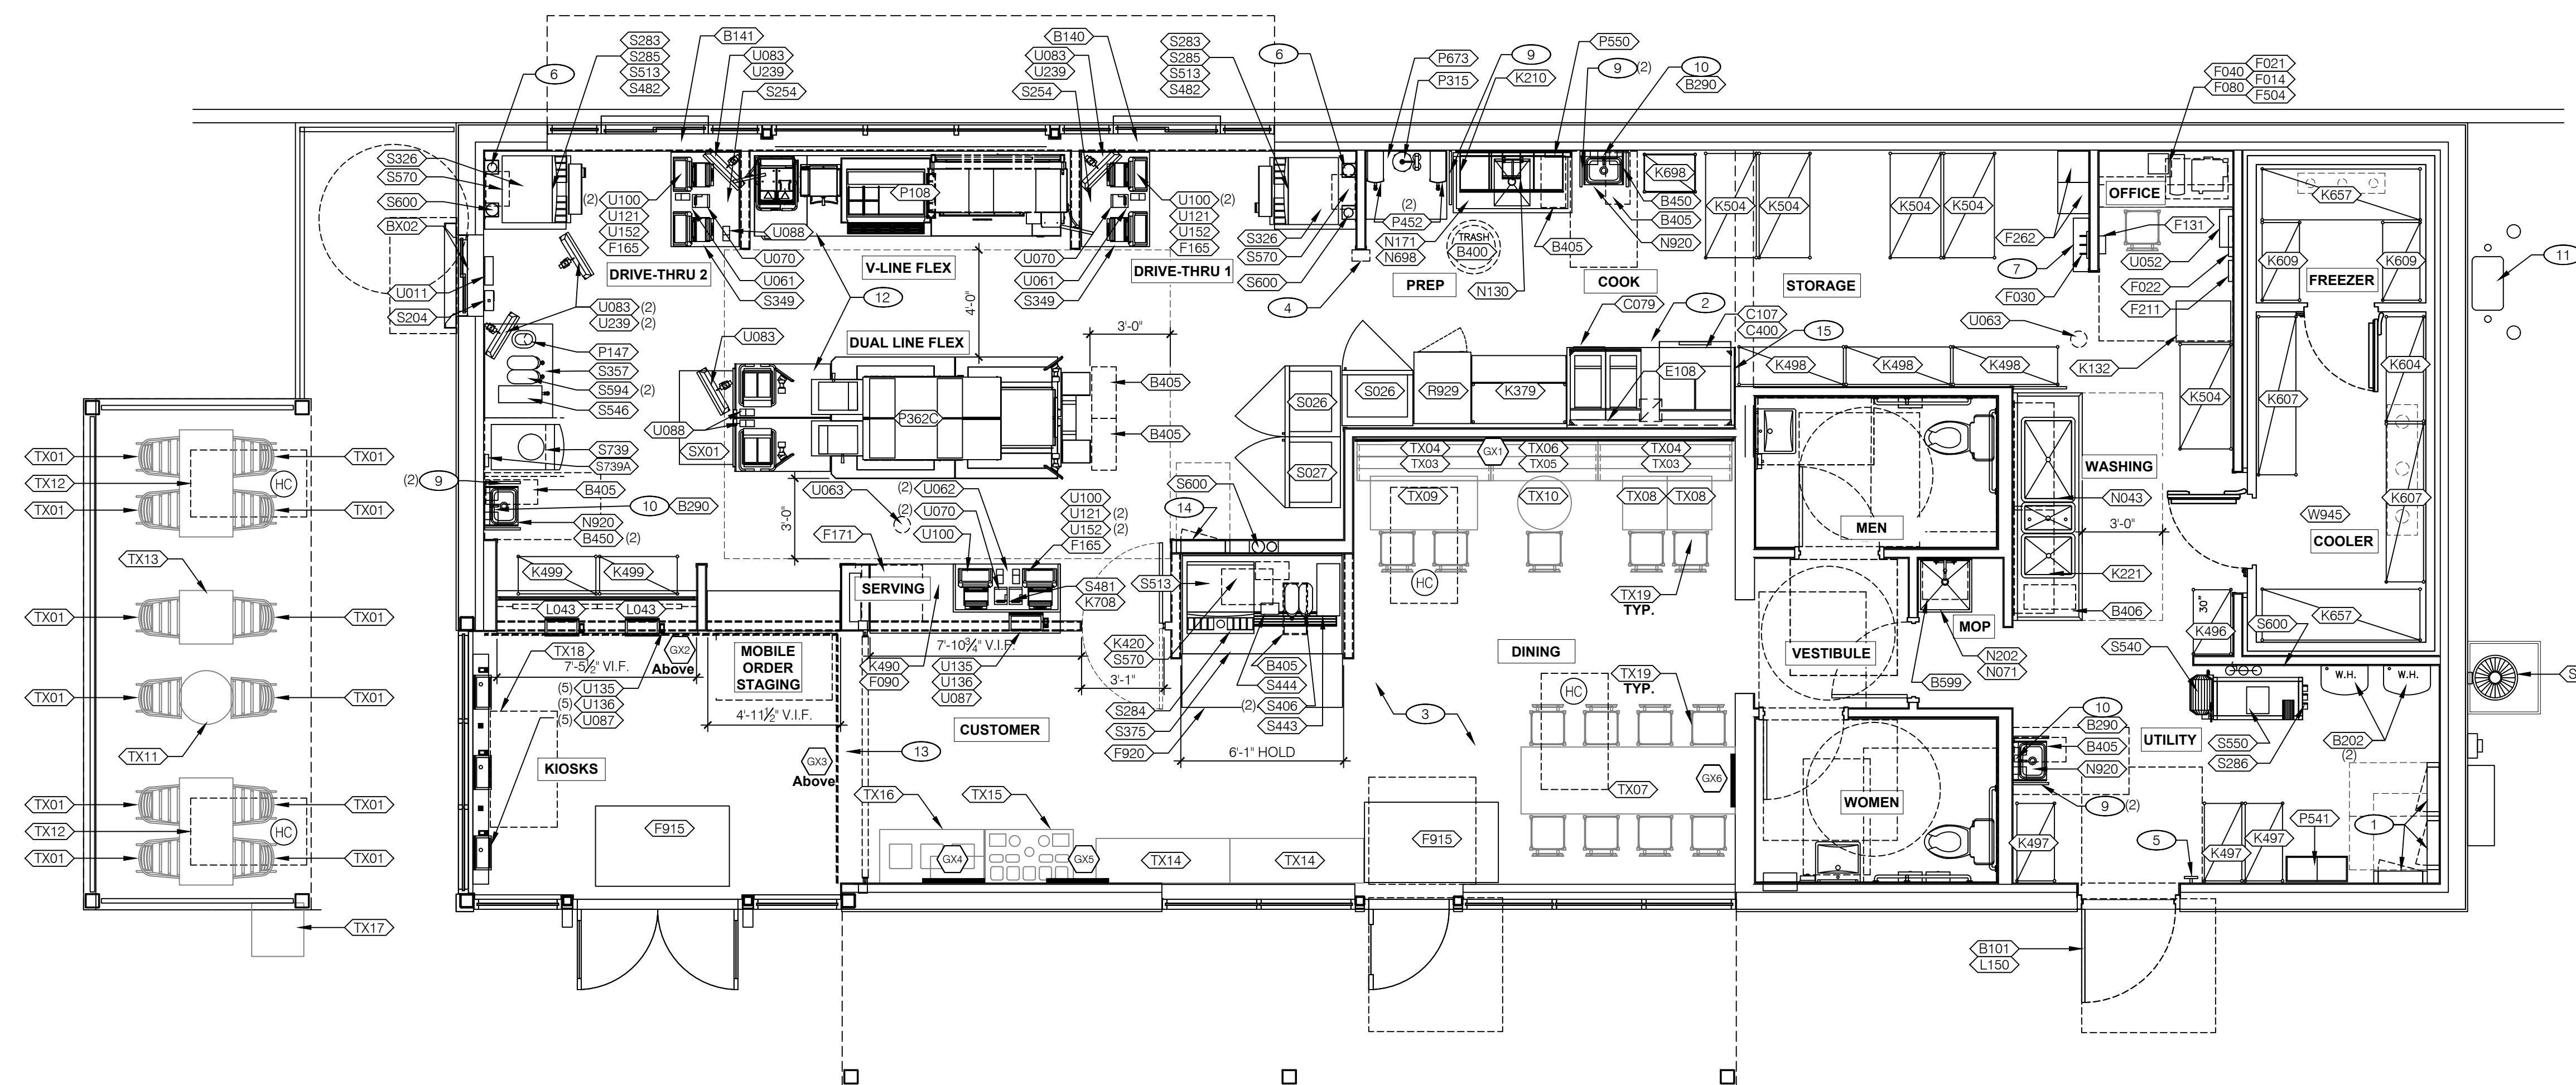 S283
S285
S513
S482
6
B141
U083
U239
S254
B140
U083
U239
S254
S283
S285
S513
S482
6
P673
P315
9
K210
P550
9 (2)
10
B290
F040
F080
F021
F014
F504
S326
S570
S600
BX02
(2) U100
U121
U152
F165
U088
U070
U061
S349
P108
U100 (2)
U121
U152
F165
U070
U061
S349
S326
S570
S600
4
(2)
P452
N171
N698
TRASH
B400
N130
B405
B450
B405
N920
K698
K504
K504
K504
K504
F262
7
F030
OFFICE
F131
U052
F022
F211
K657
K609
K609
FREEZER
11
DRIVE-THRU 2
V-LINE FLEX
DRIVE-THRU 1
PREP
COOK
STORAGE
U011
S204
12
4'-0"
3'-0"
U083 (2)
U239 (2)
P147
S357
S594 (2)
S546
U083
DUAL LINE FLEX
C079
2
C107
C400
15
E108
U063
K132
K498
K498
K498
K504
K607
K604
K607
B405
B405
P362C
U088
SX01
S026
S026
R929
K379
S027
S739
S739A
(2) 9
B405
10
B290
N920
B450 (2)
TX01
TX01
TX12
HC
TX01
TX01
TX04
TX03
GX1
TX06
TX05
TX04
TX03
TX09
TX10
TX08
TX08
WASHING
N043
3'-0"
W945
COOLER
MEN
U063
(2) U062
(2)
U070
U100
U100
U121 (2)
U152 (2)
F165
S600
14
3'-0"
F171
TX13
K499
K499
SERVING
S481
K708
S513
HC
TX19
TYP.
K221
B406
30"
K496
S600
K657
TX01
TX01
L043
L043
TX18
GX2
Above
7'-5½" V.I.F.
MOBILE
ORDER
STAGING
K490
F090
7'-10¾" V.I.F.
U135
U136
U087
3'-1"
K420
S570
B405
S444
(2) S406
S443
S284
S375
F920
DINING
VESTIBULE
MOP
N202
N071
B599
S540
W.H.
W.H.
TX01
TX01
(5) U135
(5) U136
(5) U087
4'-11½" V.I.F.
TX11
CUSTOMER
13
3
HC
TX19
TYP.
6'-1" HOLD
10
B290
B405
N920
9 (2)
UTILITY
S550
S286
B202
(2)
KIOSKS
GX3
Above
TX16
TX15
GX6
TX07
WOMEN
TX01
TX01
TX12
HC
TX01
TX01
F915
GX4
GX5
TX14
TX14
F915
K497
5
K497
K497
P541
1
TX17
B101
L150